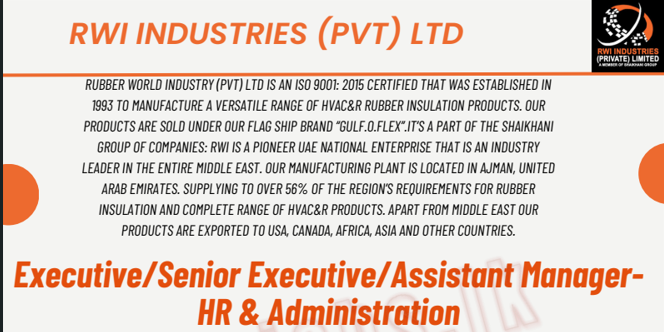 RWI INDUSTRIES (PVT) LTD
RWI INDUSTRIES
(PRIVATE) LIMITED
A MEMBER OF SHAIKHANI GROUP
RUBBER WORLD INDUSTRY (PVT) LTD IS AN ISO 9001: 2015 CERTIFIED THAT WAS ESTABLISHED IN
1993 TO MANUFACTURE A VERSATILE RANGE OF HVAC&R RUBBER INSULATION PRODUCTS. OUR
PRODUCTS ARE SOLD UNDER OUR FLAG SHIP BRAND "GULF.O.FLEX".IT'S A PART OF THE SHAIKHANI
GROUP OF COMPANIES: RWI IS A PIONEER UAE NATIONAL ENTERPRISE THAT IS AN INDUSTRY
LEADER IN THE ENTIRE MIDDLE EAST. OUR MANUFACTURING PLANT IS LOCATED IN AJMAN, UNITED
ARAB EMIRATES. SUPPLYING TO OVER 56% OF THE REGION'S REQUIREMENTS FOR RUBBER
INSULATION AND COMPLETE RANGE OF HVAC&R PRODUCTS. APART FROM MIDDLE EAST OUR
PRODUCTS ARE EXPORTED TO USA, CANADA, AFRICA, ASIA AND OTHER COUNTRIES.
Executive/Senior Executive/Assistant Manager-
HR & Administration